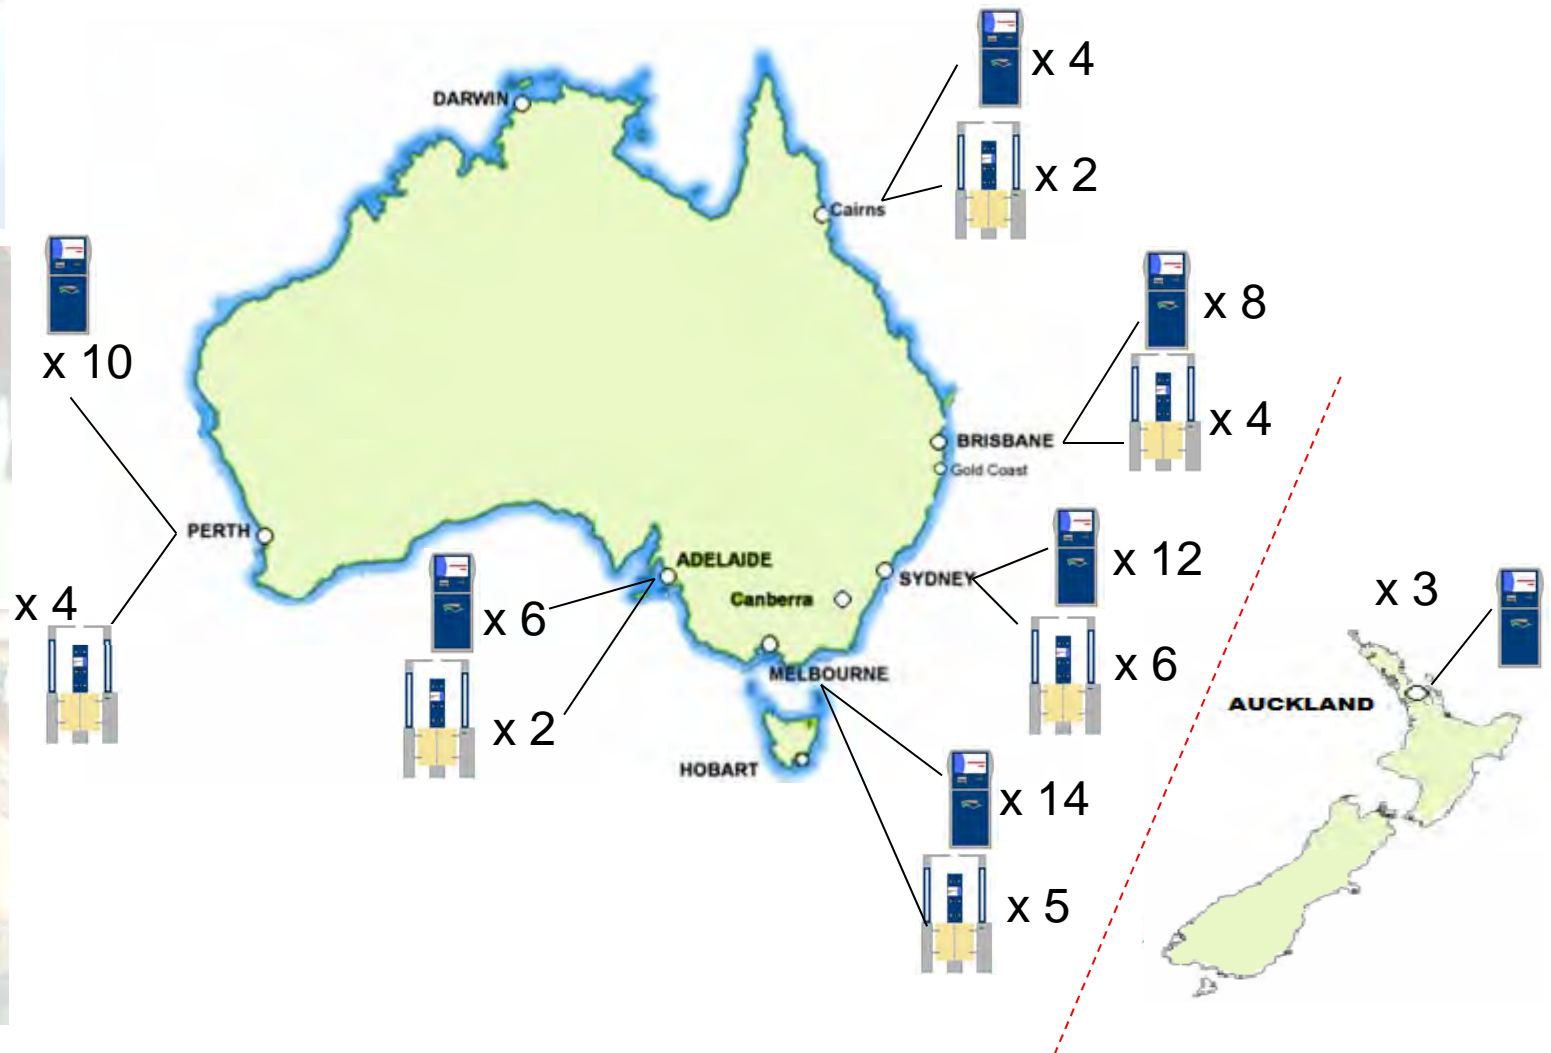 x 4
DARWIN
x 2
Cairns
x 8
x 10
x 4
BRISBANE
Gold Coast
PERTH
ADELAIDE
SYDNEY
x 12
x 3
Canberra
x 4
x 6
x 6
MELBOURNE
AUCKLAND
x 2
HOBART
x 14
x 5